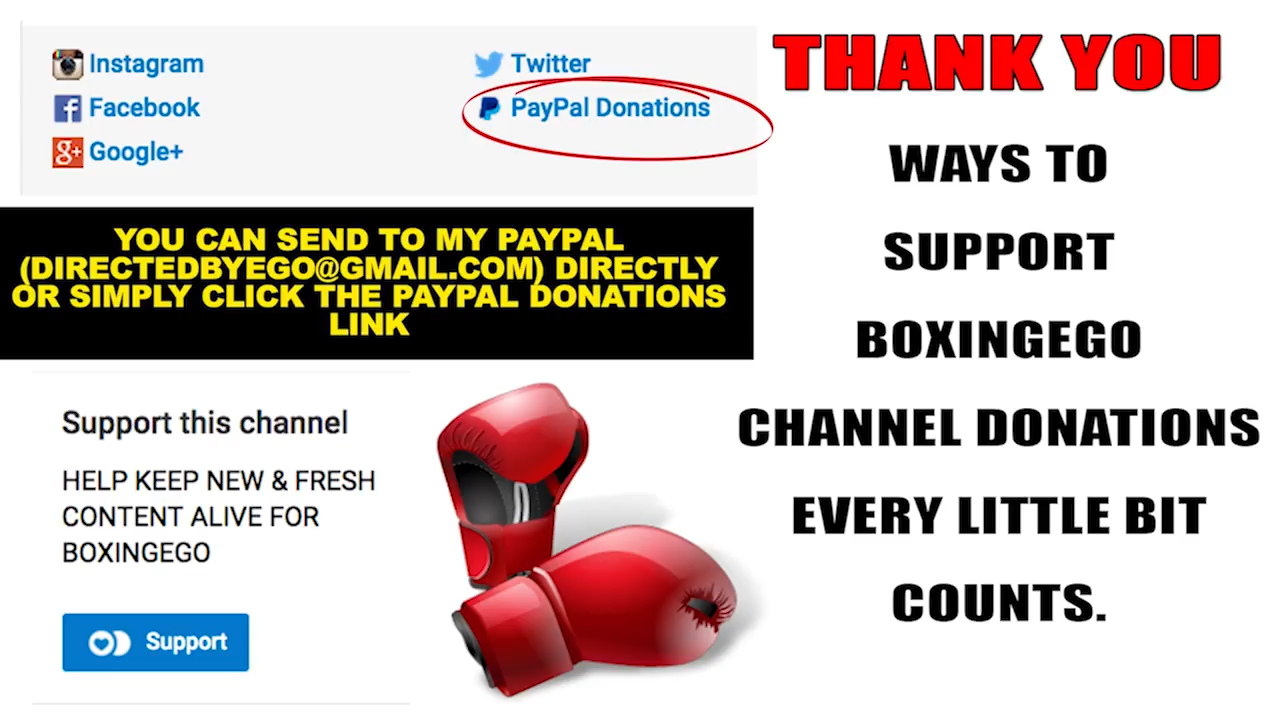 Instagram
Twitter
Facebook
PayPal Donations
Google+
YOU CAN SEND TO MY PAYPAL
(DIRECTEDBYEGO@GMAIL.COM) DIRECTLY
OR SIMPLY CLICK THE PAYPAL DONATIONS
LINK
Support this channel
HELP KEEP NEW & FRESH
CONTENT ALIVE FOR
BOXINGEGO
Support
THANK YOU
WAYS TO
SUPPORT
BOXINGEGO
CHANNEL DONATIONS
EVERY LITTLE BIT
COUNTS.